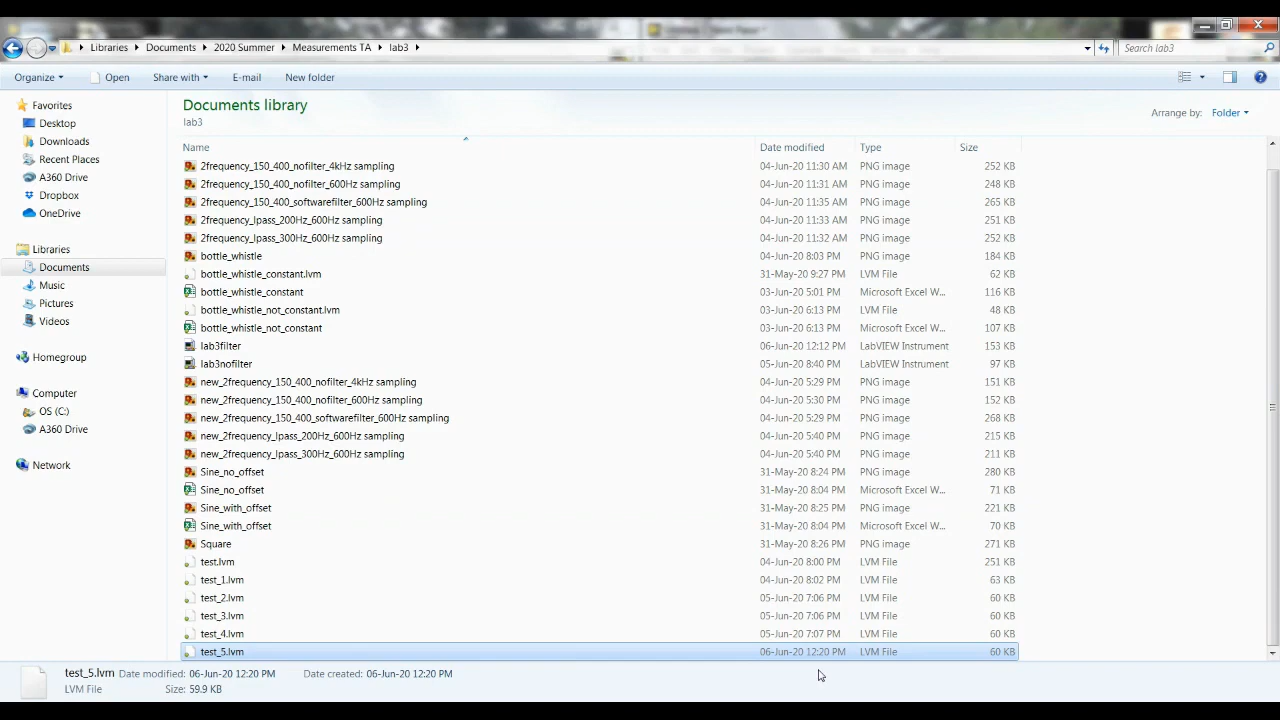 Libraries Documents 2020 Summer Measurements TA lab3
Search lab3
Organize Open Share with E-mail New folder
Favorites
Desktop
Downloads
Recent Places
A360 Drive
Dropbox
OneDrive
Libraries
Documents
Music
Pictures
Videos
Homegroup
Computer
OS (C:)
A360 Drive
Network
Documents library
lab3
Arrange by: Folder
Name Date modified Type Size
2frequency_150_400_nofilter_4kHz sampling 04-Jun-20 11:30 AM PNG image 252 KB
2frequency_150_400_nofilter_600Hz sampling 04-Jun-20 11:31 AM PNG image 248 KB
2frequency_150_400_softwarefilter_600Hz sampling 04-Jun-20 11:35 AM PNG image 265 KB
2frequency_lpass_200Hz_600Hz sampling 04-Jun-20 11:33 AM PNG image 251 KB
2frequency_lpass_300Hz_600Hz sampling 04-Jun-20 11:32 AM PNG image 252 KB
bottle_whistle 04-Jun-20 8:03 PM PNG image 184 KB
bottle_whistle_constant.lvm 31-May-20 9:27 PM LVM File 62 KB
bottle_whistle_constant 03-Jun-20 5:01 PM Microsoft Excel W... 116 KB
bottle_whistle_not_constant.lvm 03-Jun-20 6:13 PM LVM File 48 KB
bottle_whistle_not_constant 03-Jun-20 6:13 PM Microsoft Excel W... 107 KB
lab3filter 06-Jun-20 12:12 PM LabVIEW Instrument 153 KB
lab3nofilter 05-Jun-20 8:40 PM LabVIEW Instrument 97 KB
new_2frequency_150_400_nofilter_4kHz sampling 04-Jun-20 5:29 PM PNG image 151 KB
new_2frequency_150_400_nofilter_600Hz sampling 04-Jun-20 5:30 PM PNG image 152 KB
new_2frequency_150_400_softwarefilter_600Hz sampling 04-Jun-20 5:29 PM PNG image 268 KB
new_2frequency_lpass_200Hz_600Hz sampling 04-Jun-20 5:40 PM PNG image 215 KB
new_2frequency_lpass_300Hz_600Hz sampling 04-Jun-20 5:40 PM PNG image 211 KB
Sine_no_offset 31-May-20 8:24 PM PNG image 280 KB
Sine_no_offset 31-May-20 8:04 PM Microsoft Excel W... 71 KB
Sine_with_offset 31-May-20 8:25 PM PNG image 221 KB
Sine_with_offset 31-May-20 8:04 PM Microsoft Excel W... 70 KB
Square 31-May-20 8:26 PM PNG image 271 KB
test.lvm 04-Jun-20 8:00 PM LVM File 251 KB
test_1.lvm 04-Jun-20 8:02 PM LVM File 63 KB
test_2.lvm 05-Jun-20 7:06 PM LVM File 60 KB
test_3.lvm 05-Jun-20 7:06 PM LVM File 60 KB
test_4.lvm 05-Jun-20 7:07 PM LVM File 60 KB
test_5.lvm 06-Jun-20 12:20 PM LVM File 60 KB
test_5.lvm Date modified: 06-Jun-20 12:20 PM Date created: 06-Jun-20 12:20 PM
LVM File Size: 59.9 KB